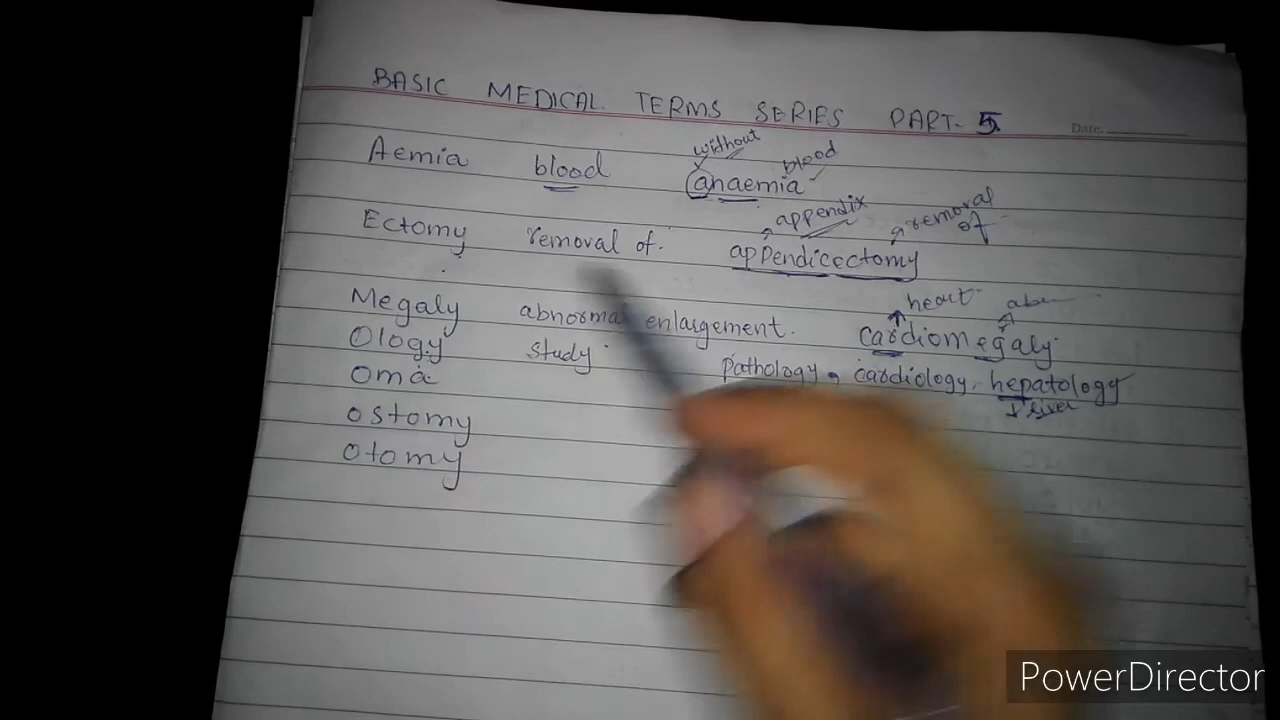 BASIC MEDICAL TERMS SERIES PART-5.
Date:
without
blood
Aemia blood anaemia
appendix removal of
Ectomy removal of. appendicectomy
heart
Megaly abnormal enlargement. cardiomegaly
Ology study pathology, cardiology, hepatology
liver
oma
ostomy
otomy
PowerDirector